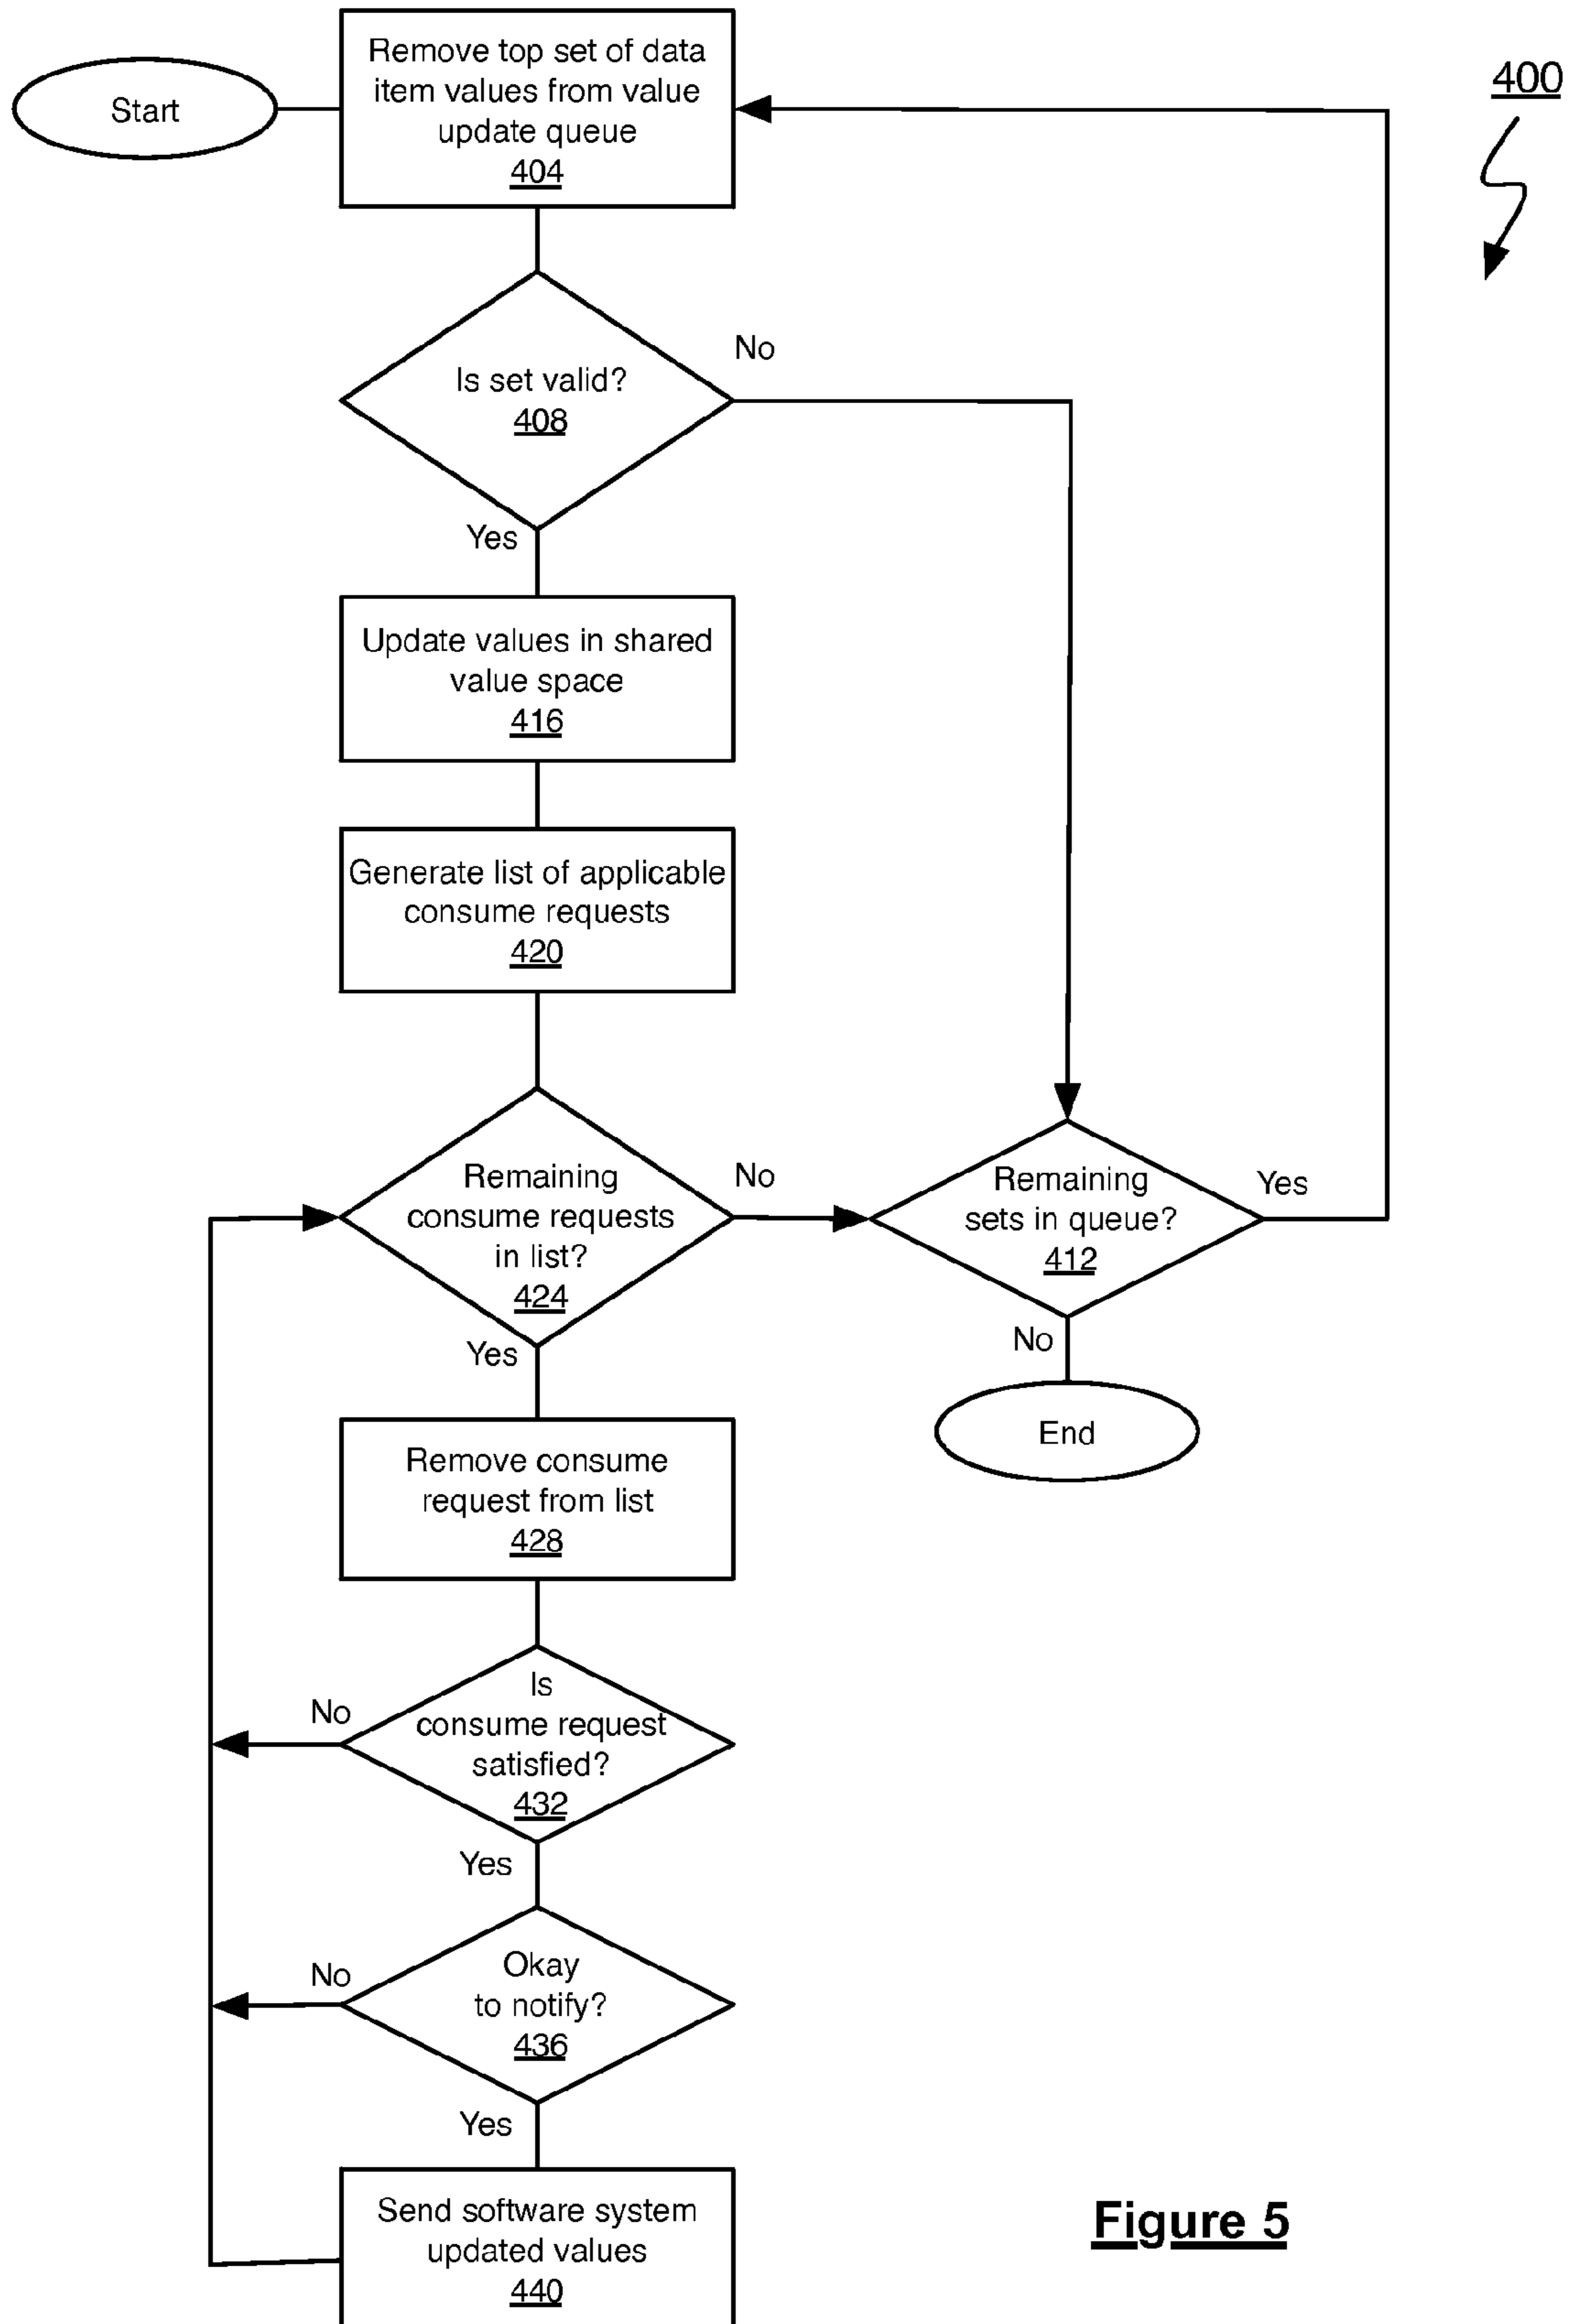 Start
Remove top set of data
item values from value
update queue
404
400
Is set valid?
408
No
Yes
Update values in shared
value space
416
Generate list of applicable
consume requests
420
Remaining
consume requests
in list?
424
No
Yes
Remaining
sets in queue?
412
Yes
No
End
Remove consume
request from list
428
Is
consume request
satisfied?
432
No
Yes
Okay
to notify?
436
No
Yes
Send software system
updated values
440
Figure 5